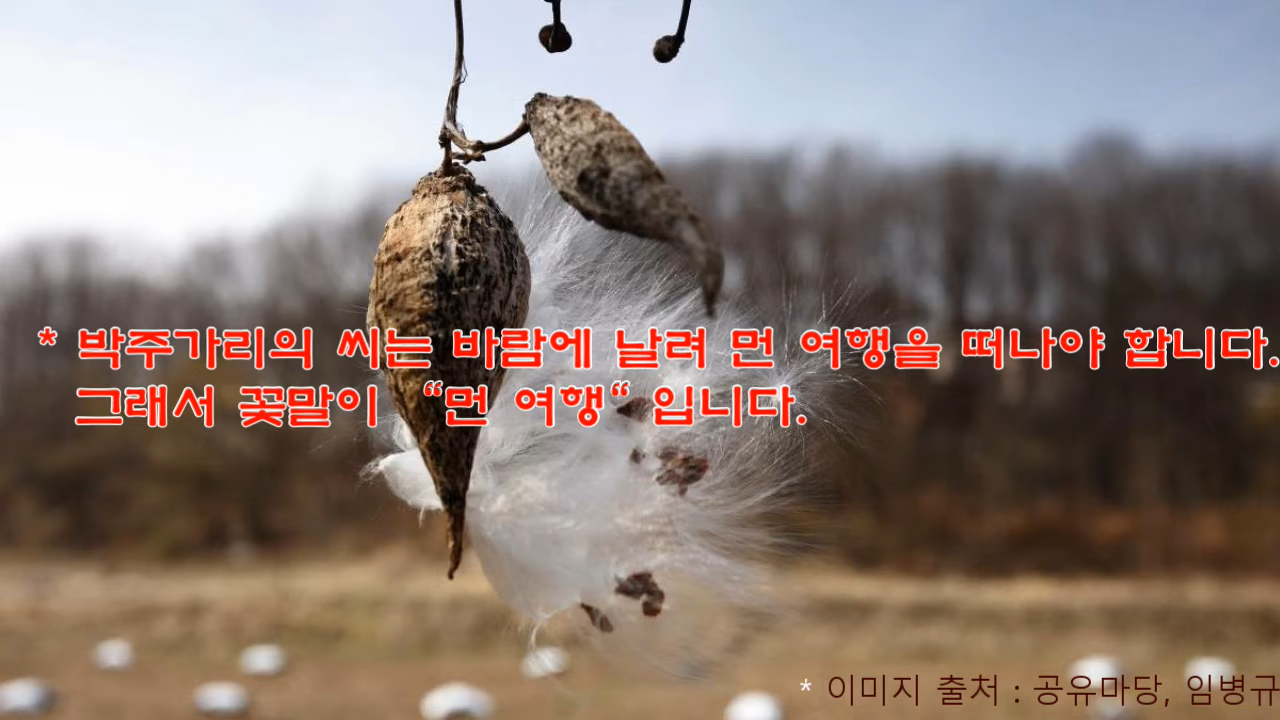 * 박주가리의 씨는 바람에 날려 먼 여행을 떠나야 합니다.
그래서 꽃말이 “먼 여행“ 입니다.
* 이미지 출처 : 공유마당, 임병규